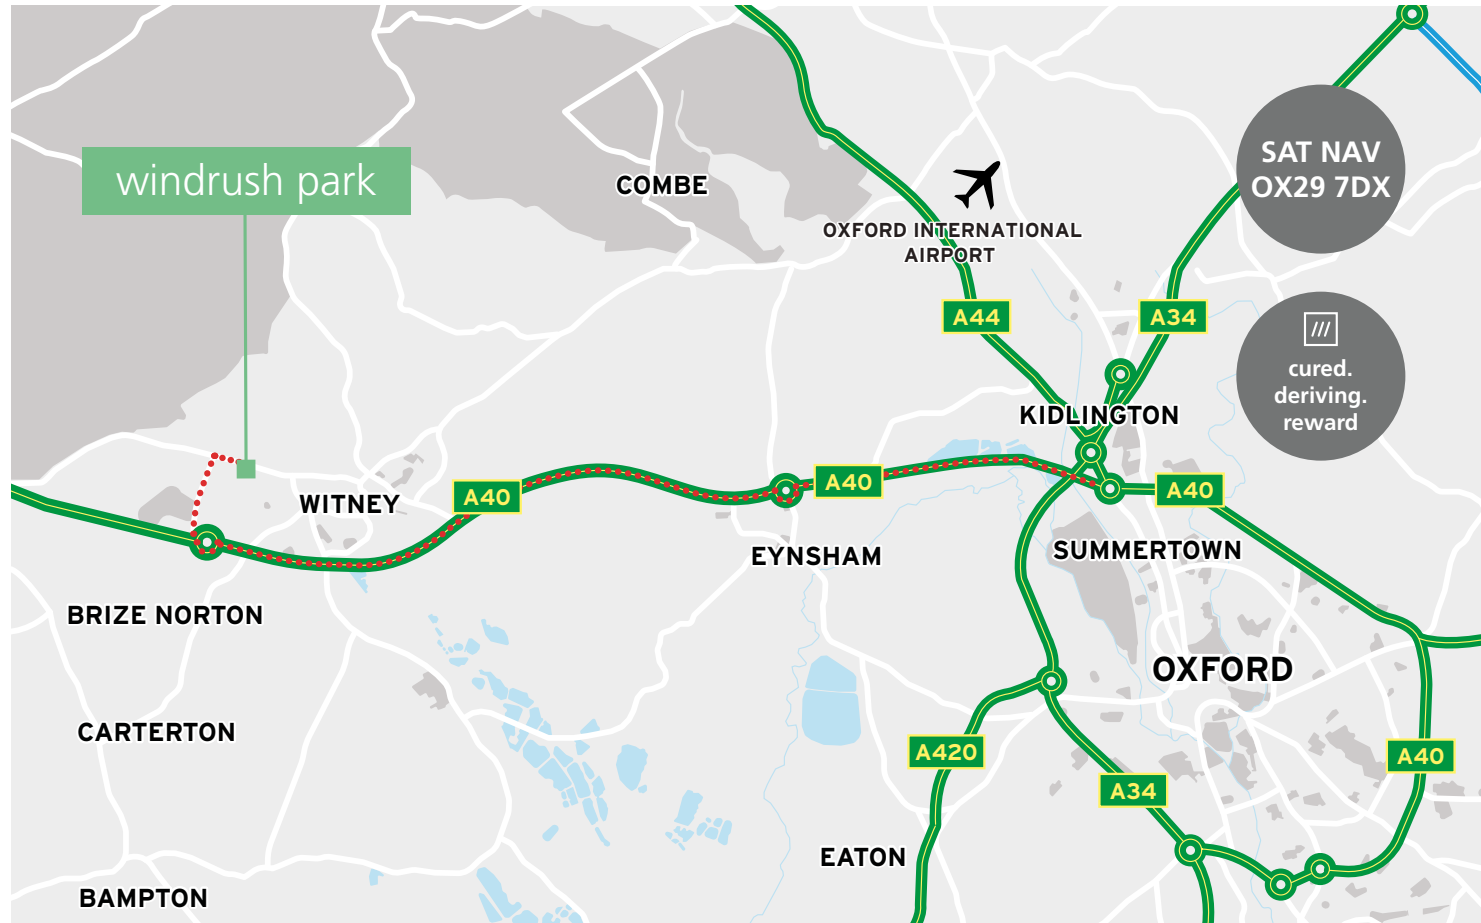 windrush park
COMBE
OXFORD INTERNATIONAL
AIRPORT
SAT NAV
OX29 7DX
A44
A34
///
cured.
deriving.
reward
KIDLINGTON
WITNEY
A40
A40
A40
EYNSHAM
SUMMERTOWN
BRIZE NORTON
OXFORD
CARTERTON
A420
A40
A34
EATON
BAMPTON